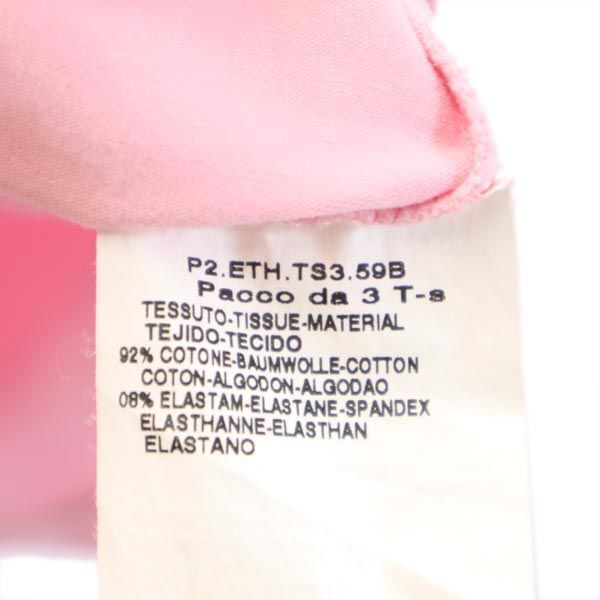 P2.ETH.TS3.59B
Pacco da 3 T-s
TESSUTO-TISSUE-MATERIAL
TEJIDO-TECIDO
92% COTONE-BAUMWOLLE-COTTON
COTON-ALGODON-ALGODAO
08% ELASTAM-ELASTANE-SPANDEX
ELASTHANNE-ELASTHAN
ELASTANO